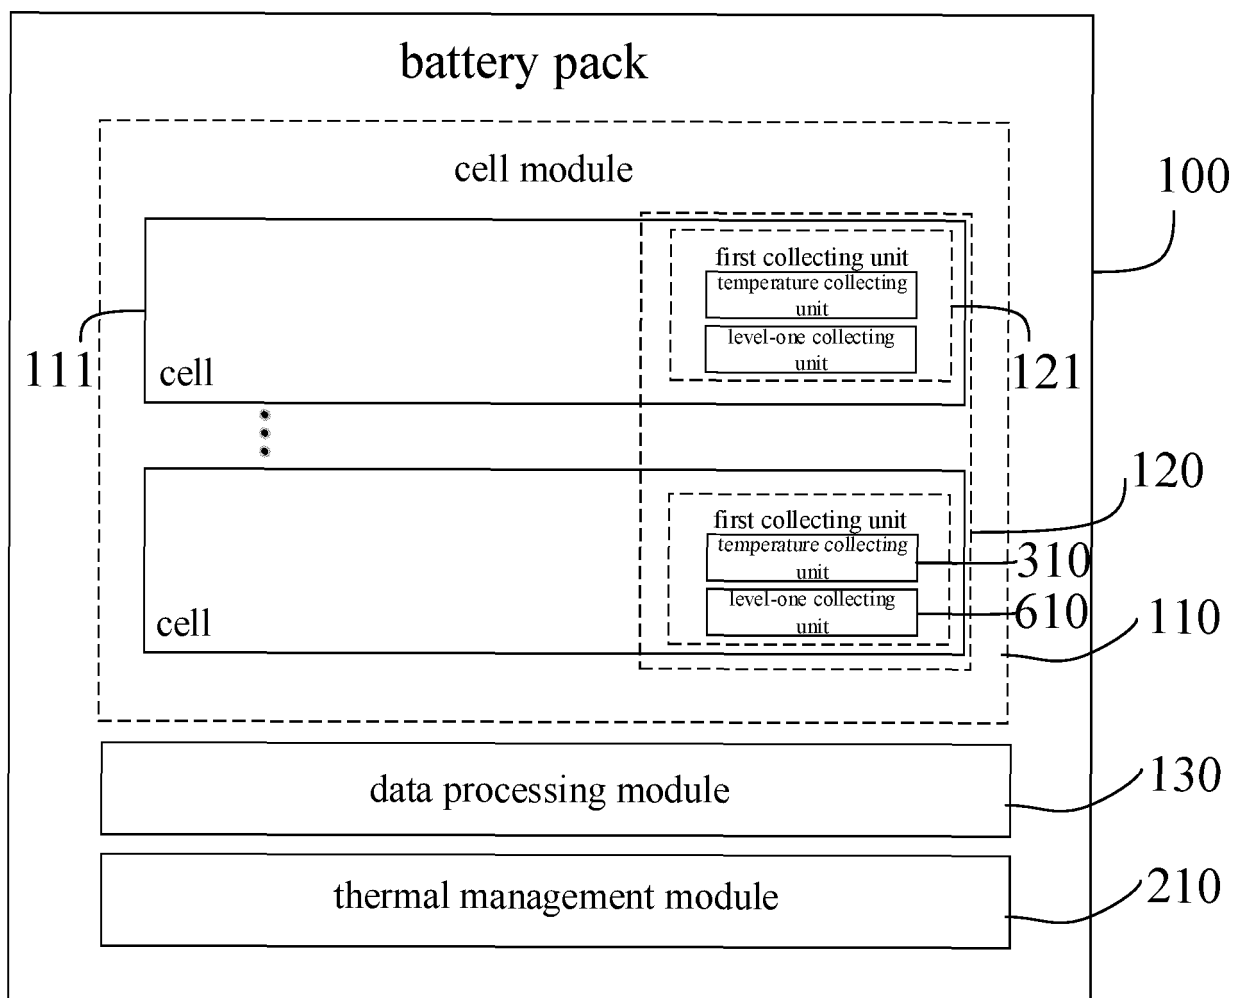 battery pack
cell module
100
first collecting unit
temperature collecting
unit
level-one collecting
unit
111
cell
121
120
first collecting unit
temperature collecting
unit
310
level-one collecting
unit
610
cell
110
data processing module
130
thermal management module
210